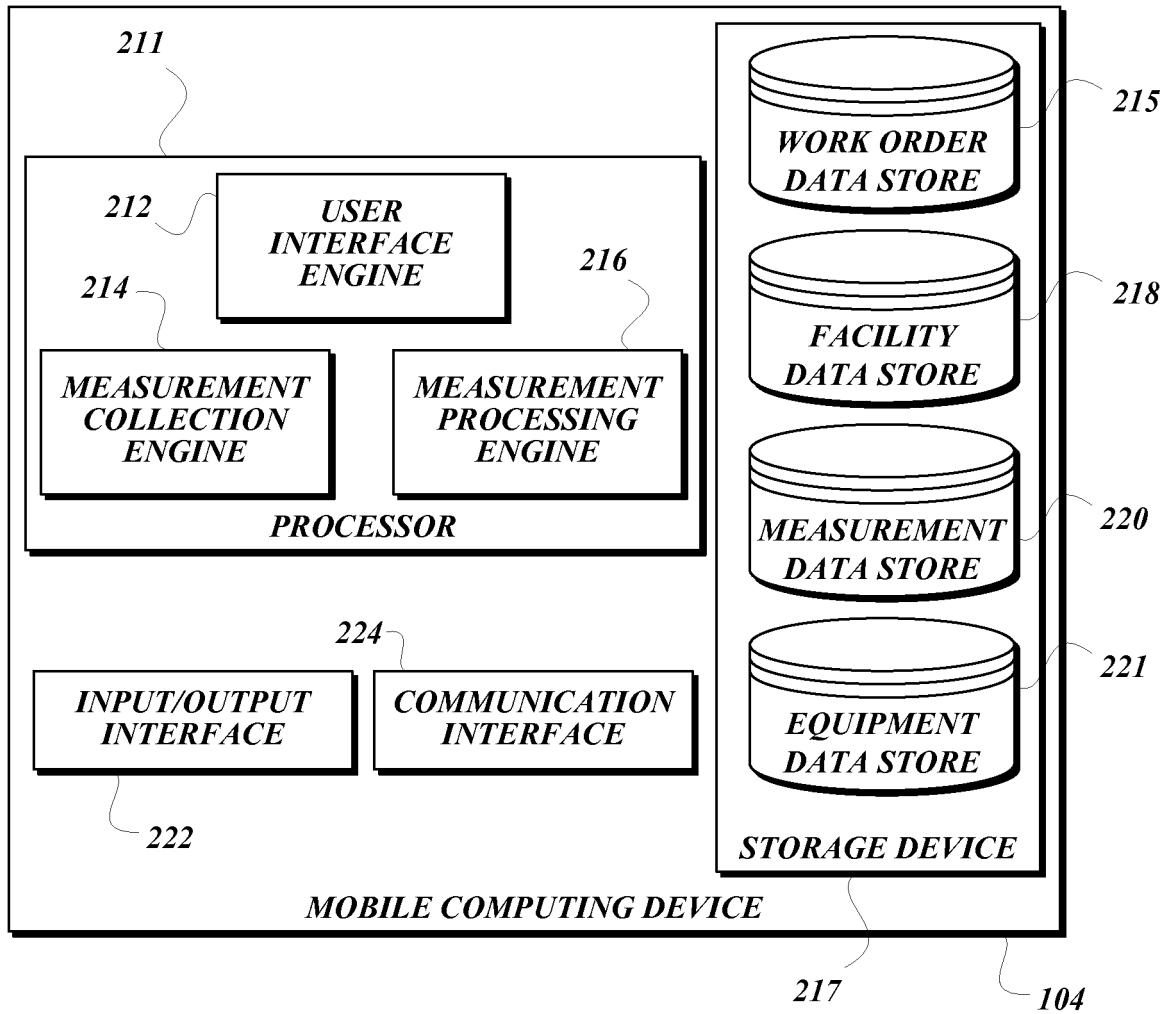 211
212
USER
INTERFACE
ENGINE
214
MEASUREMENT
COLLECTION
ENGINE
216
MEASUREMENT
PROCESSING
ENGINE
PROCESSOR
INPUT/OUTPUT
INTERFACE
222
224
COMMUNICATION
INTERFACE
WORK ORDER
DATA STORE
215
FACILITY
DATA STORE
218
MEASUREMENT
DATA STORE
220
EQUIPMENT
DATA STORE
221
STORAGE DEVICE
MOBILE COMPUTING DEVICE
217
104